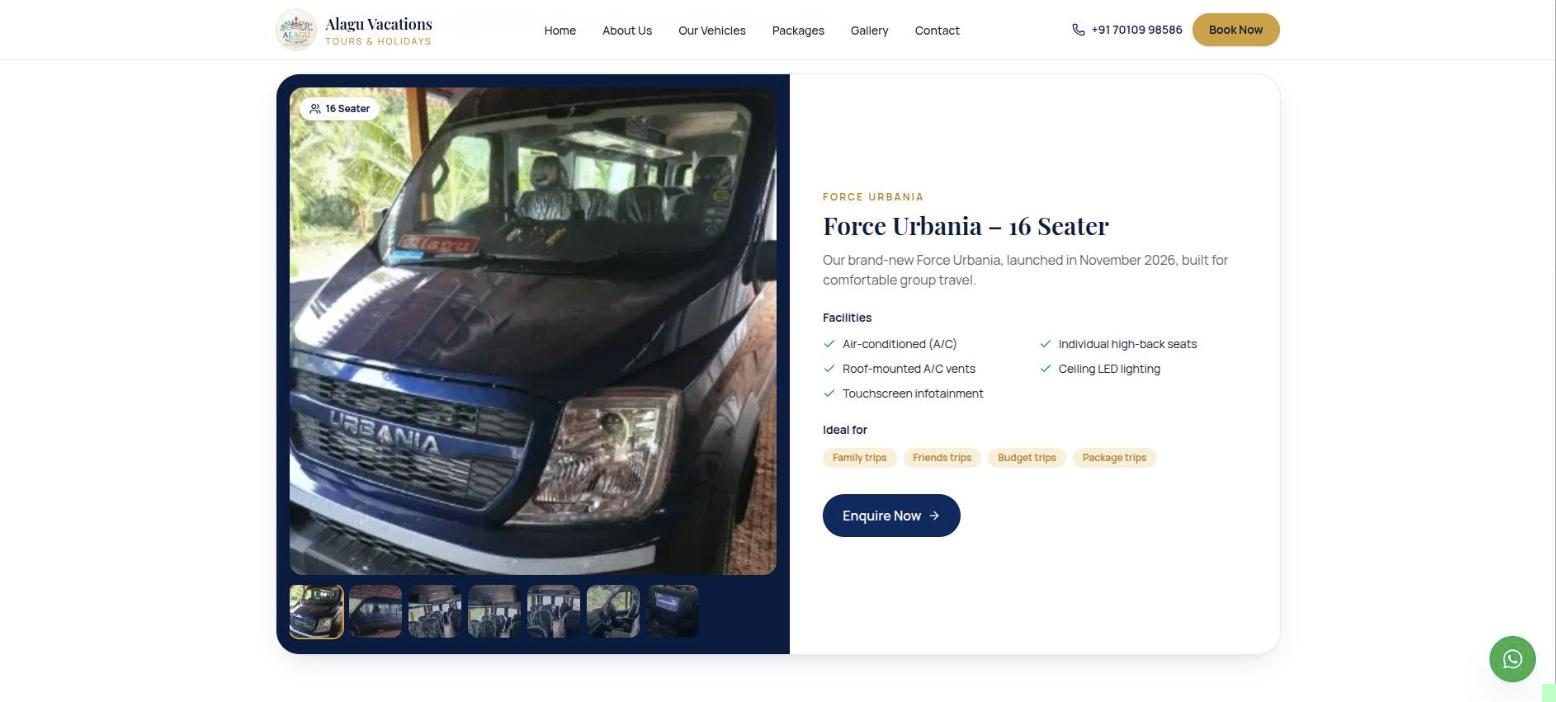 Alagu Vacations
TOURS & HOLIDAYS
Home
About Us
Our Vehicles
Packages
Gallery
Contact
+91 70109 98586
Book Now
16 Seater
URBANIA
FORCE URBANIA
Force Urbania – 16 Seater
Our brand-new Force Urbania, launched in November 2026, built for
comfortable group travel.
Facilities
Air-conditioned (A/C)
Individual high-back seats
Roof-mounted A/C vents
Ceiling LED lighting
Touchscreen infotainment
Ideal for
Family trips
Friends trips
Budget trips
Package trips
Enquire Now